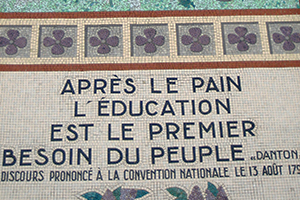 APRÈS LE PAIN
L'ÉDUCATION
EST LE PREMIER
BESOIN DU PEUPLE "DANTON
DISCOURS PRONONCÉ À LA CONVENTION NATIONALE LE 13 AOÛT 179